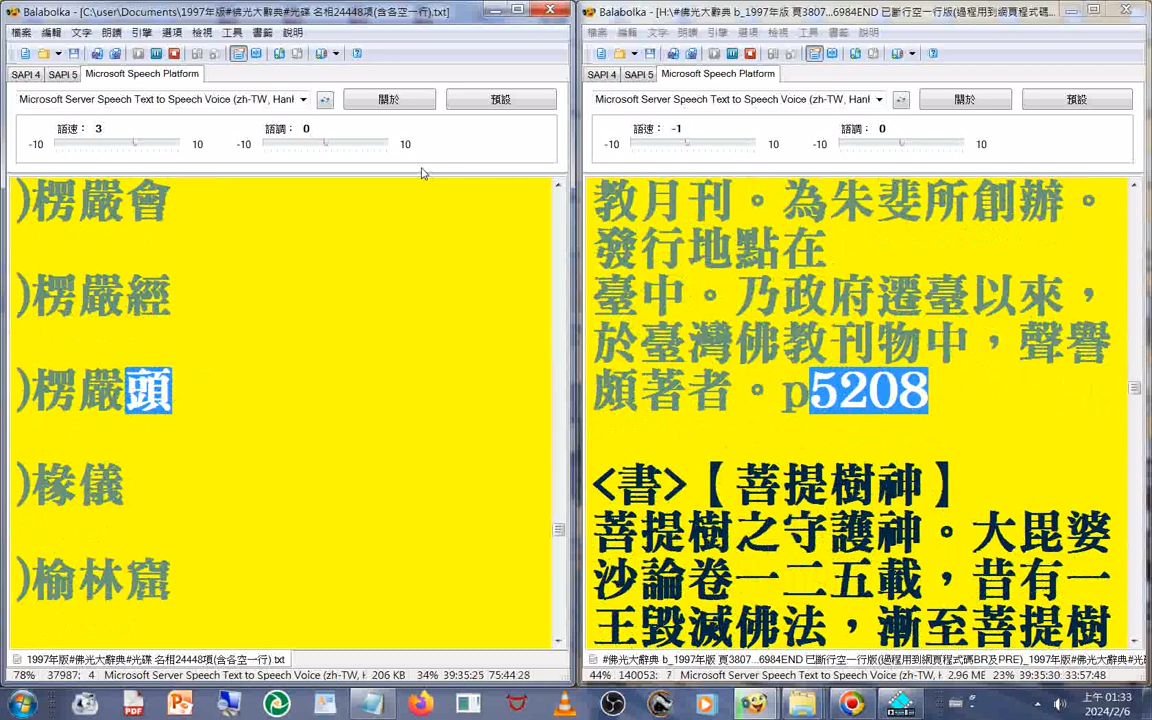 Balabolka - [C:\user\Documents\1997年版#佛光大辭典#光碟 名相24448項(含各空一行).txt]
檔案 編輯 文字 朗讀 引擎 選項 檢視 工具 書籤 說明
SAPI 4 SAPI 5 Microsoft Speech Platform
Microsoft Server Speech Text to Speech Voice (zh-TW, Hanl 關於 預設
語速： 3 語調： 0
-10 10 -10 10
)楞嚴會
)楞嚴經
)楞嚴頭
)椽儀
)榆林窟
1997年版#佛光大辭典#光碟 名相24448項(含各空一行).txt
78% 37987: 4 Microsoft Server Speech Text to Speech Voice (zh-TW, H 206 KB 34% 39:35:25 75:44:28
Balabolka - [H:\#佛光大辭典 b_1997年版 頁3807...6984END 已斷行空一行版(過程用到網頁程式碼...
檔案 編輯 文字 朗讀 引擎 選項 檢視 工具 書籤 說明
SAPI 4 SAPI 5 Microsoft Speech Platform
Microsoft Server Speech Text to Speech Voice (zh-TW, Hanl 關於 預設
語速： -1 語調： 0
-10 10 -10 10
教月刊。為朱斐所創辦。
發行地點在
臺中。乃政府遷臺以來，
於臺灣佛教刊物中，聲譽
頗著者。p5208
<書>【菩提樹神】
菩提樹之守護神。大毘婆
沙論卷一二五載，昔有一
王毀滅佛法，漸至菩提樹
#佛光大辭典 b_1997年版 頁3807...6984END 已斷行空一行版(過程用到網頁程式碼BR及PRE)_1997年版#光
44% 140053: ? Microsoft Server Speech Text to Speech Voice (zh-TW, H 2.96 ME 23% 39:35:30 33:57:48
上午 01:33
2024/2/6